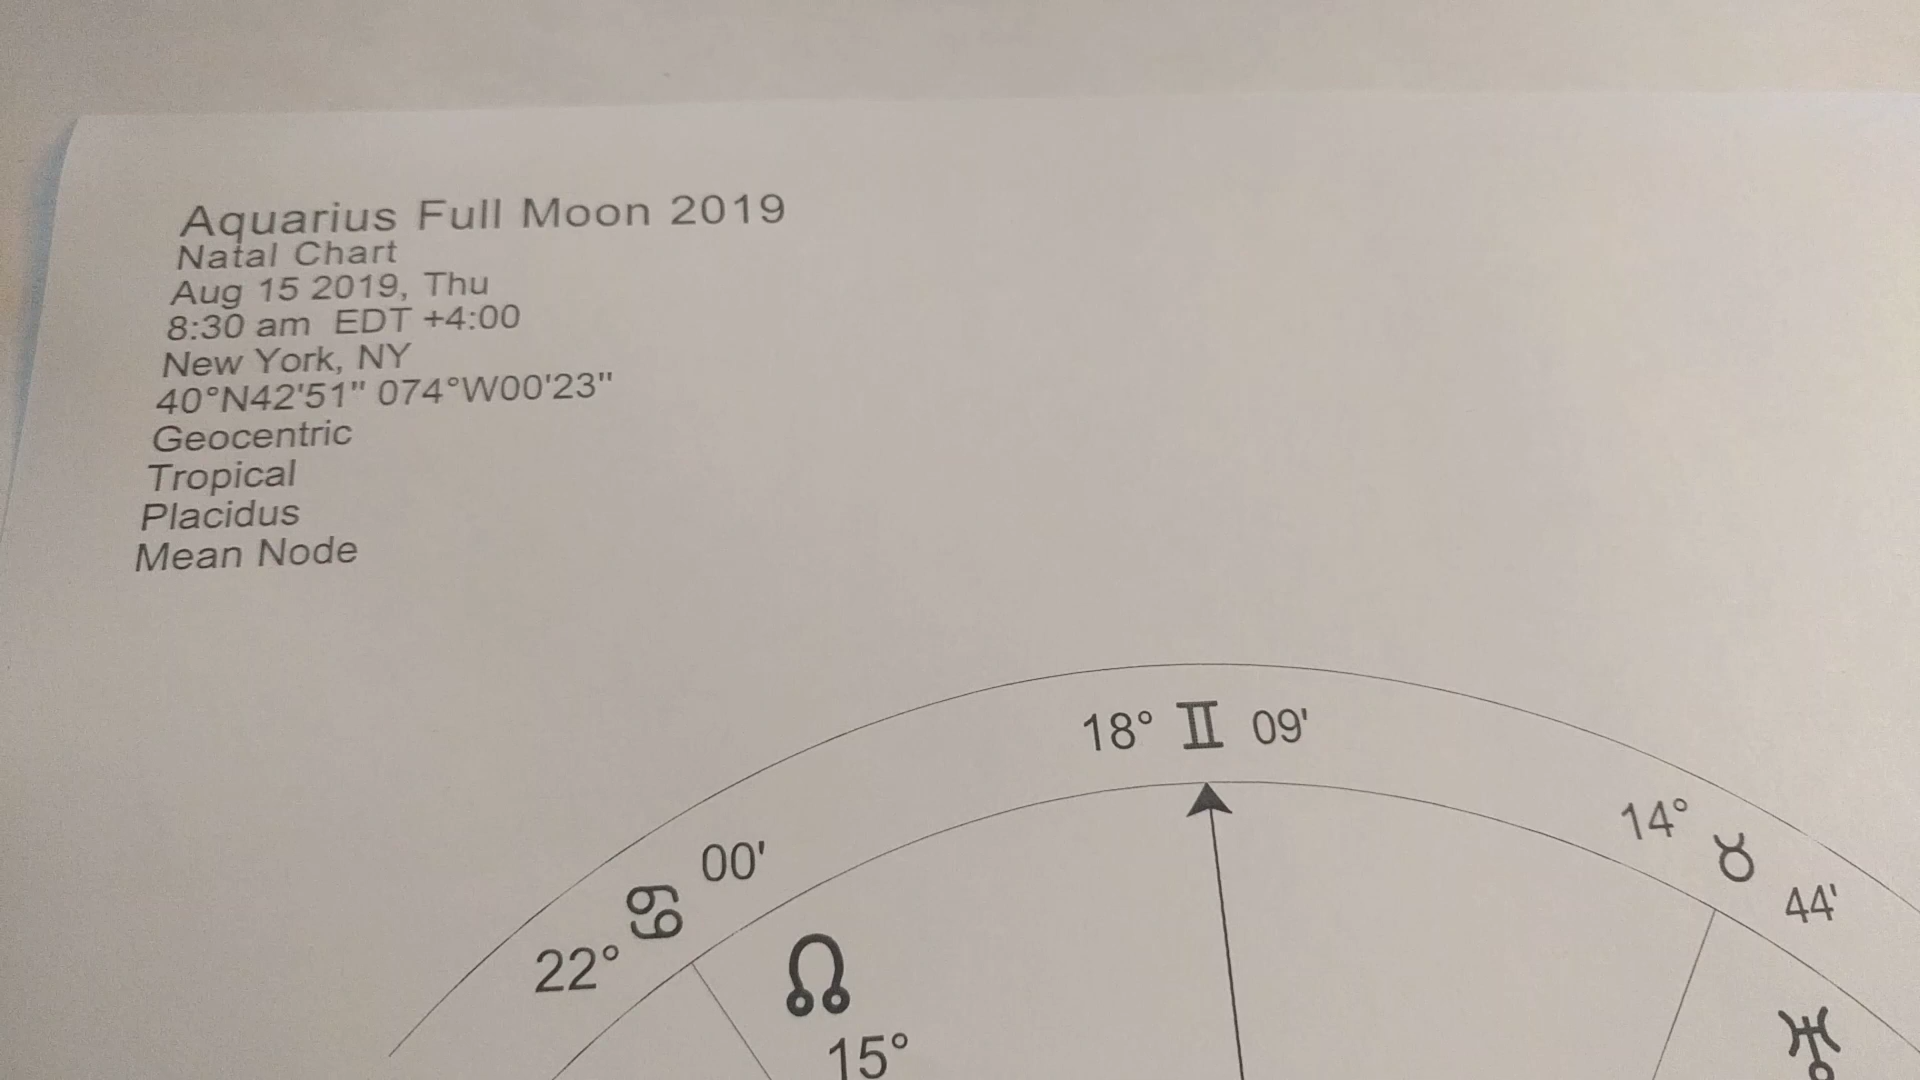 Aquarius Full Moon 2019
Natal Chart
Aug 15 2019, Thu
8:30 am EDT +4:00
New York, NY
40°N42'51" 074°W00'23"
Geocentric
Tropical
Placidus
Mean Node
18° ♊ 09'
14° ♉ 44'
22° ♋ 00'
☊
15°
♅